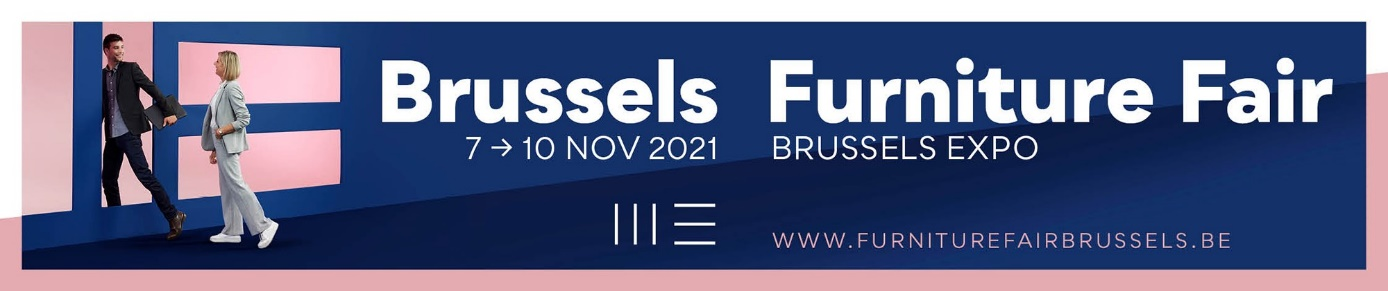 Brussels Furniture Fair
7 → 10 NOV 2021 BRUSSELS EXPO
WWW.FURNITUREFAIRBRUSSELS.BE